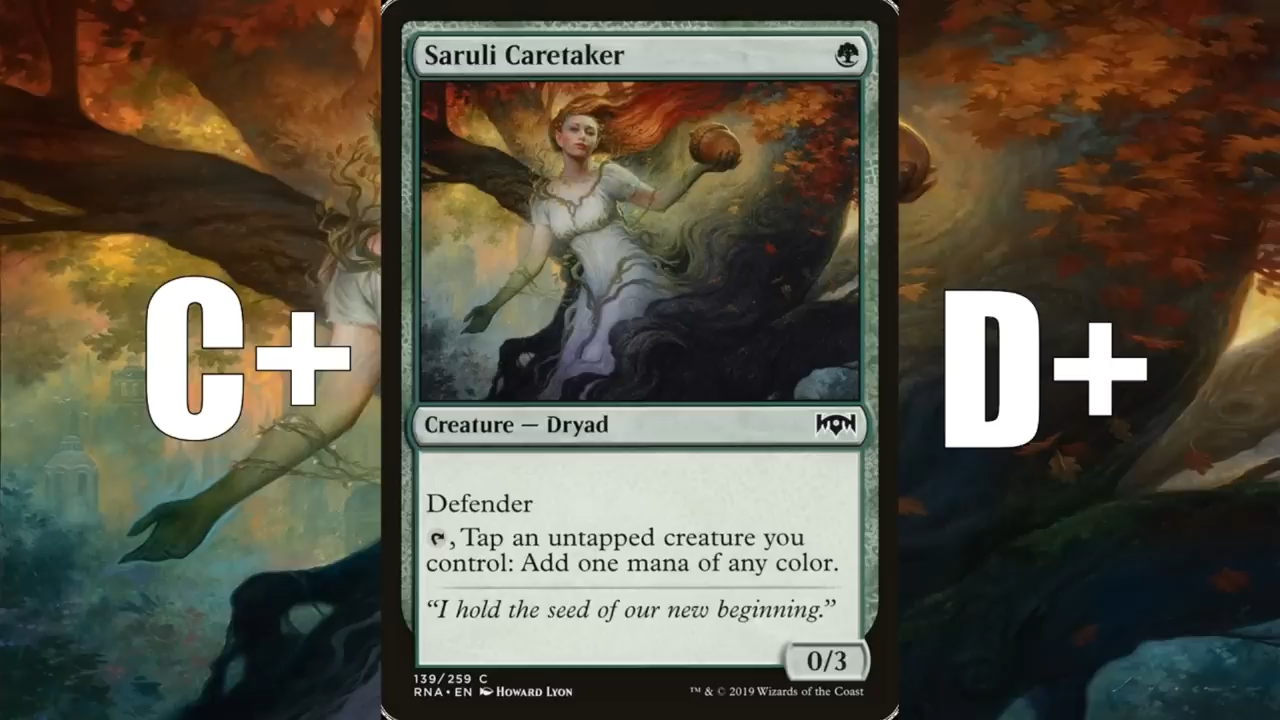 Saruli Caretaker
C+
D+
Creature — Dryad
Defender
, Tap an untapped creature you
control: Add one mana of any color.
“I hold the seed of our new beginning.”
0/3
139/259 C
RNA • EN Howard Lyon
™ & © 2019 Wizards of the Coast